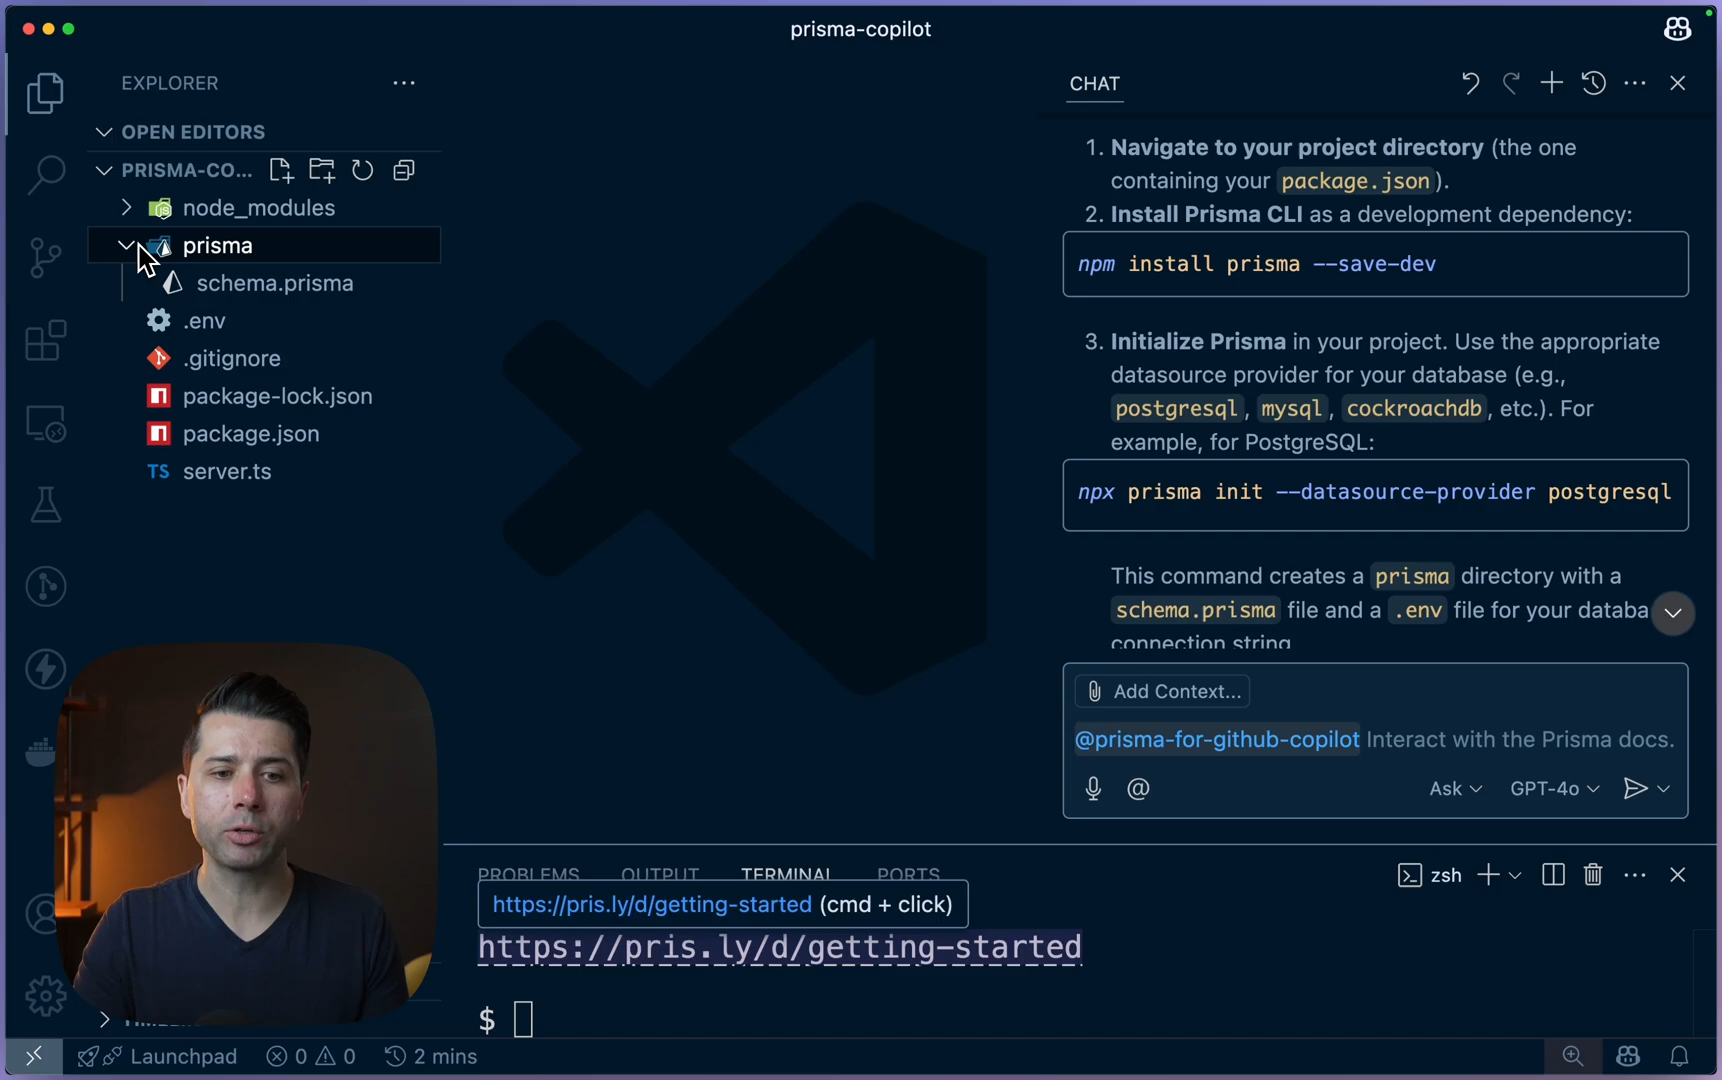 prisma-copilot
EXPLORER
OPEN EDITORS
PRISMA-CO...
node_modules
prisma
schema.prisma
.env
.gitignore
package-lock.json
package.json
TS server.ts
CHAT
1. Navigate to your project directory (the one
containing your package.json).
2. Install Prisma CLI as a development dependency:
npm install prisma --save-dev
3. Initialize Prisma in your project. Use the appropriate
datasource provider for your database (e.g.,
postgresql, mysql, cockroachdb, etc.). For
example, for PostgreSQL:
npx prisma init --datasource-provider postgresql
This command creates a prisma directory with a
schema.prisma file and a .env file for your databa
connection string
Add Context...
@prisma-for-github-copilot Interact with the Prisma docs.
@ Ask GPT-4o
PROBLEMS OUTPUT TERMINAL PORTS
zsh
https://pris.ly/d/getting-started (cmd + click)
https://pris.ly/d/getting-started
$
Launchpad 0 0 2 mins